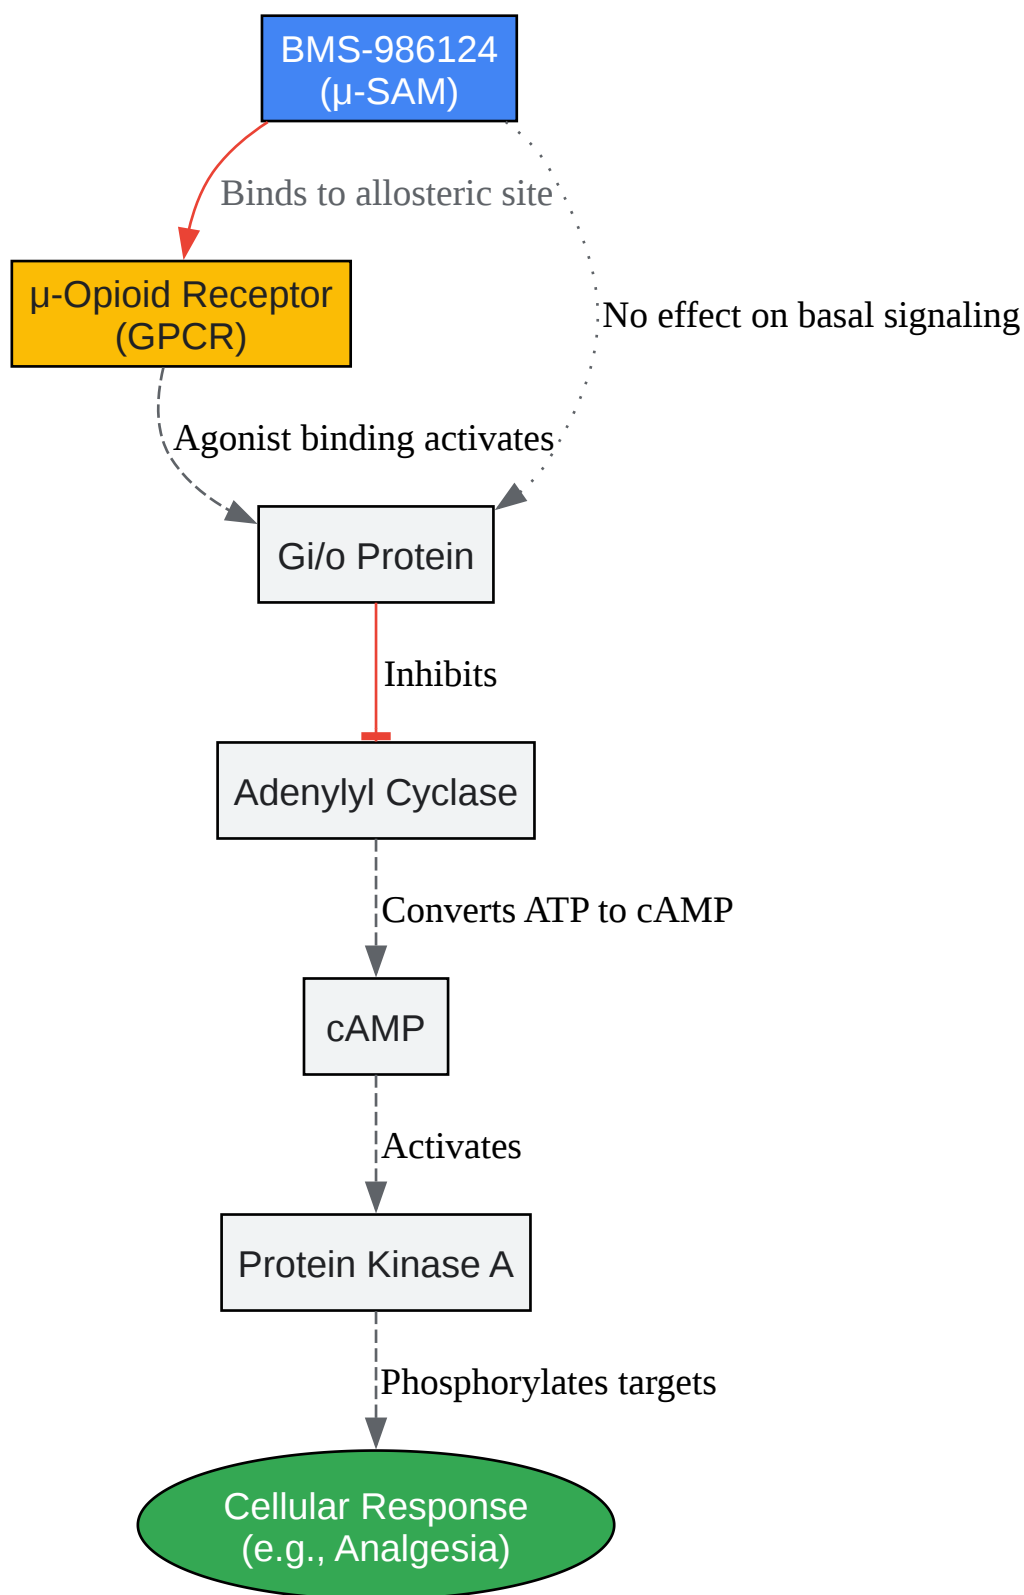 BMS-986124
(μ-SAM)
Binds to allosteric site
μ-Opioid Receptor
(GPCR)
No effect on basal signaling
Agonist binding activates
Gi/o Protein
Inhibits
Adenylyl Cyclase
Converts ATP to cAMP
cAMP
Activates
Protein Kinase A
Phosphorylates targets
Cellular Response
(e.g., Analgesia)